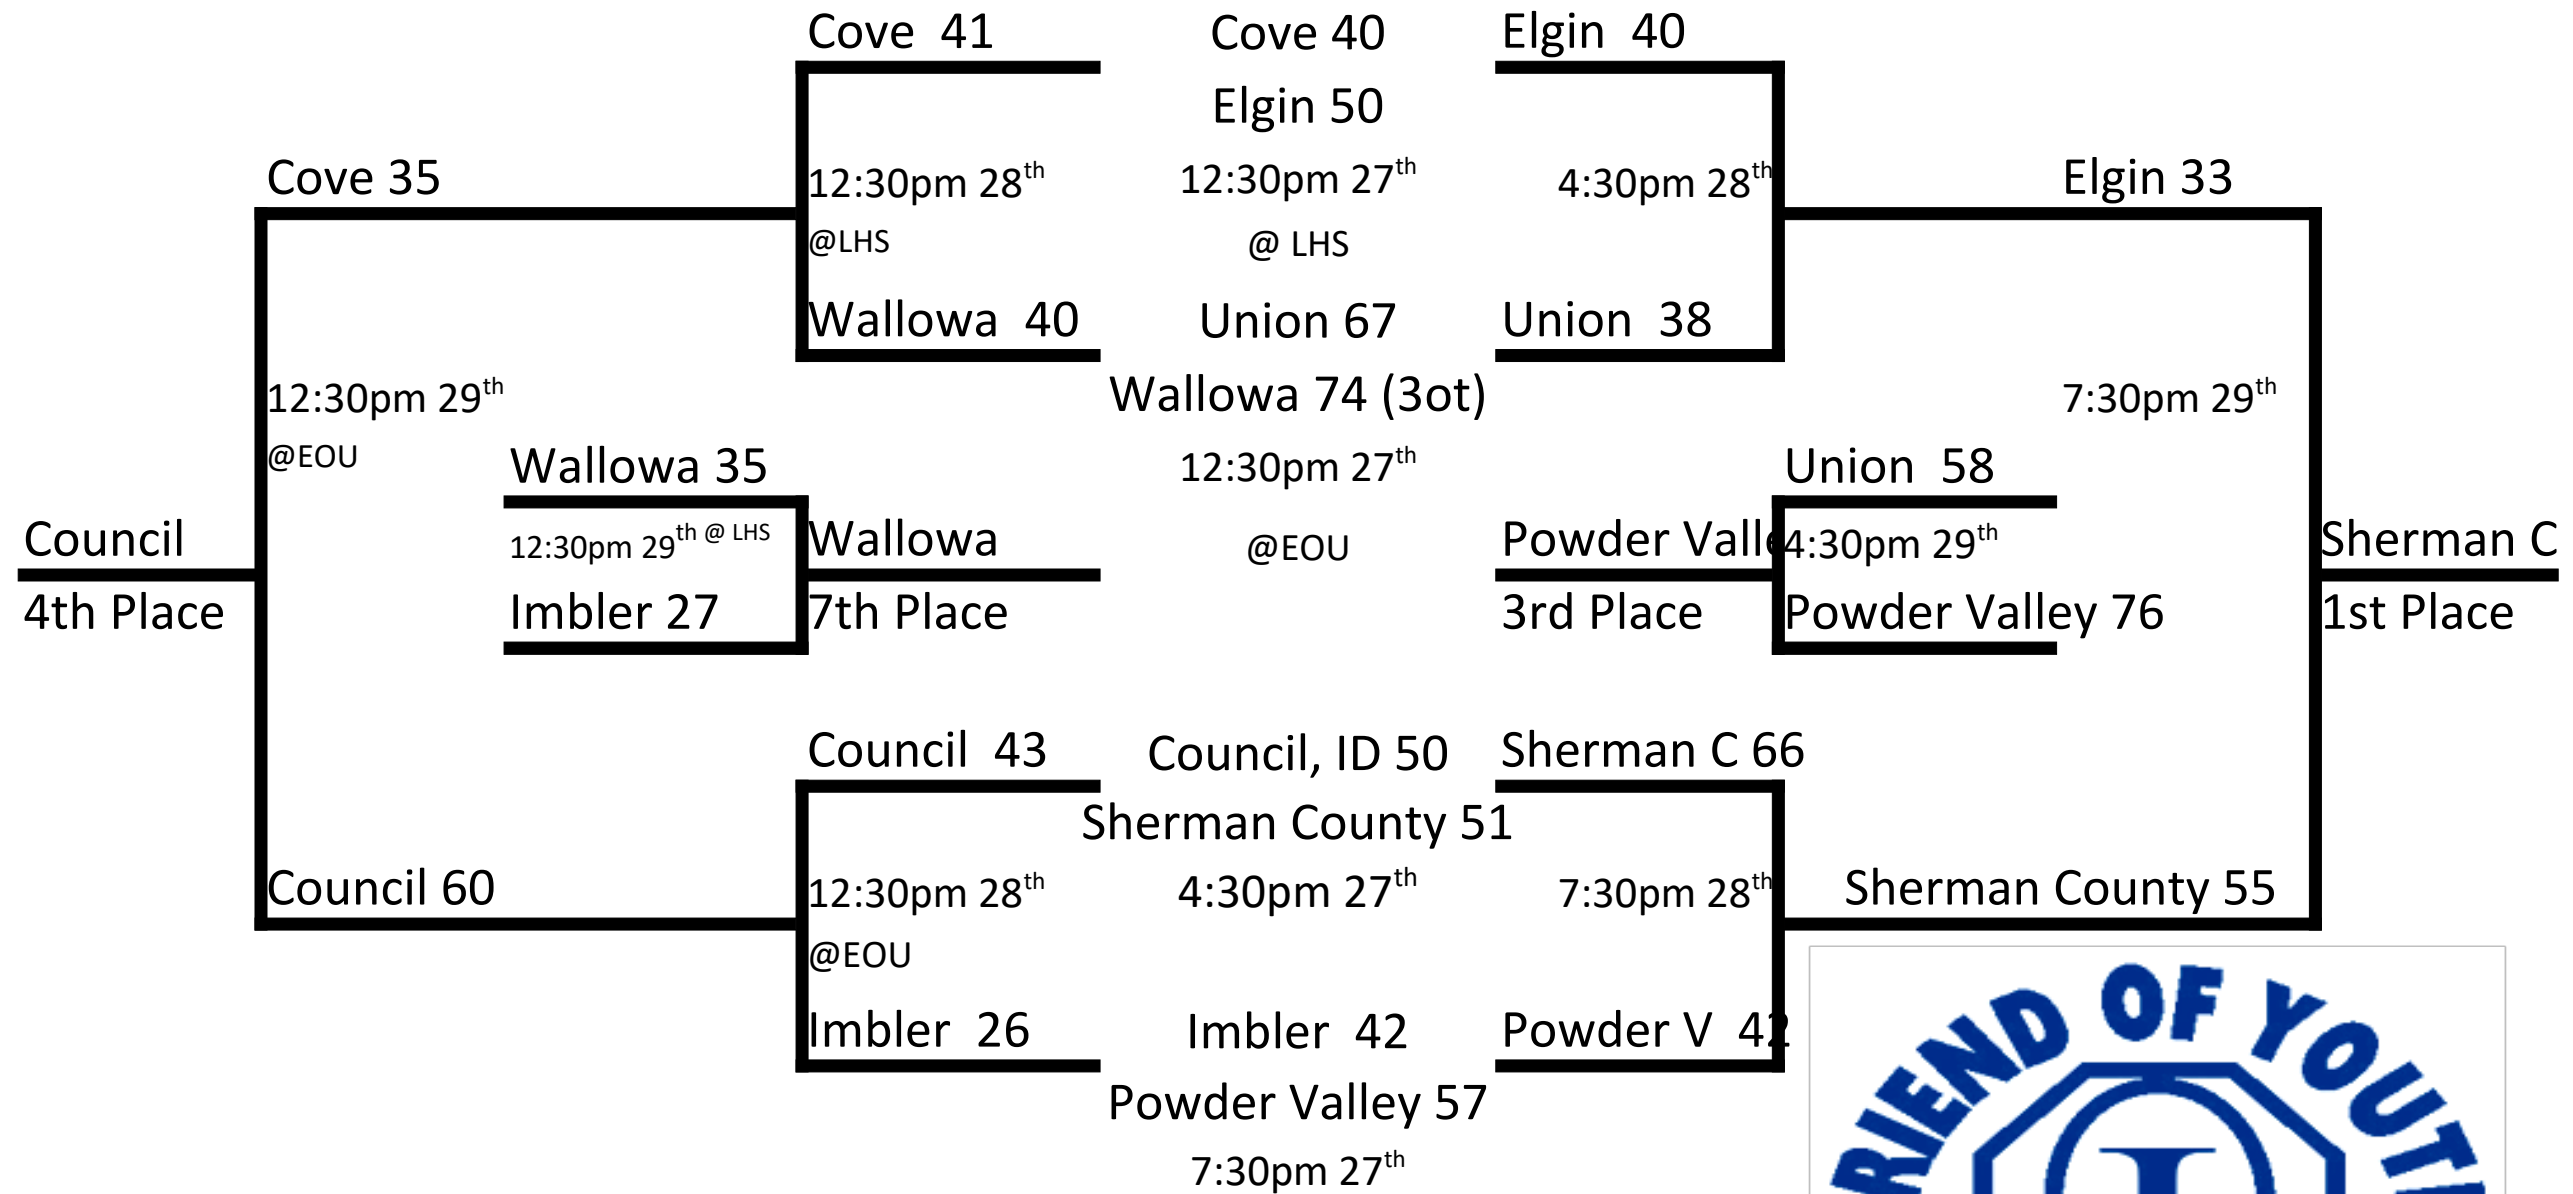 Cove 41
Cove 40
Elgin 40
Elgin 50
Cove 35
12:30pm 28th
12:30pm 27th
4:30pm 28th
Elgin 33
@LHS
@ LHS
Wallowa 40
Union 67
Union 38
12:30pm 29th
Wallowa 74 (3ot)
7:30pm 29th
@EOU
Wallowa 35
12:30pm 27th
Union 58
Council
12:30pm 29th @ LHS
Wallowa
@EOU
Powder Valle
4:30pm 29th
Sherman C
4th Place
Imbler 27
7th Place
3rd Place
Powder Valley 76
1st Place
Council 43
Council, ID 50
Sherman C 66
Sherman County 51
Council 60
12:30pm 28th
4:30pm 27th
7:30pm 28th
Sherman County 55
@EOU
Imbler 26
Imbler 42
Powder V 42
Powder Valley 57
7:30pm 27th
RIEND OF YOUT